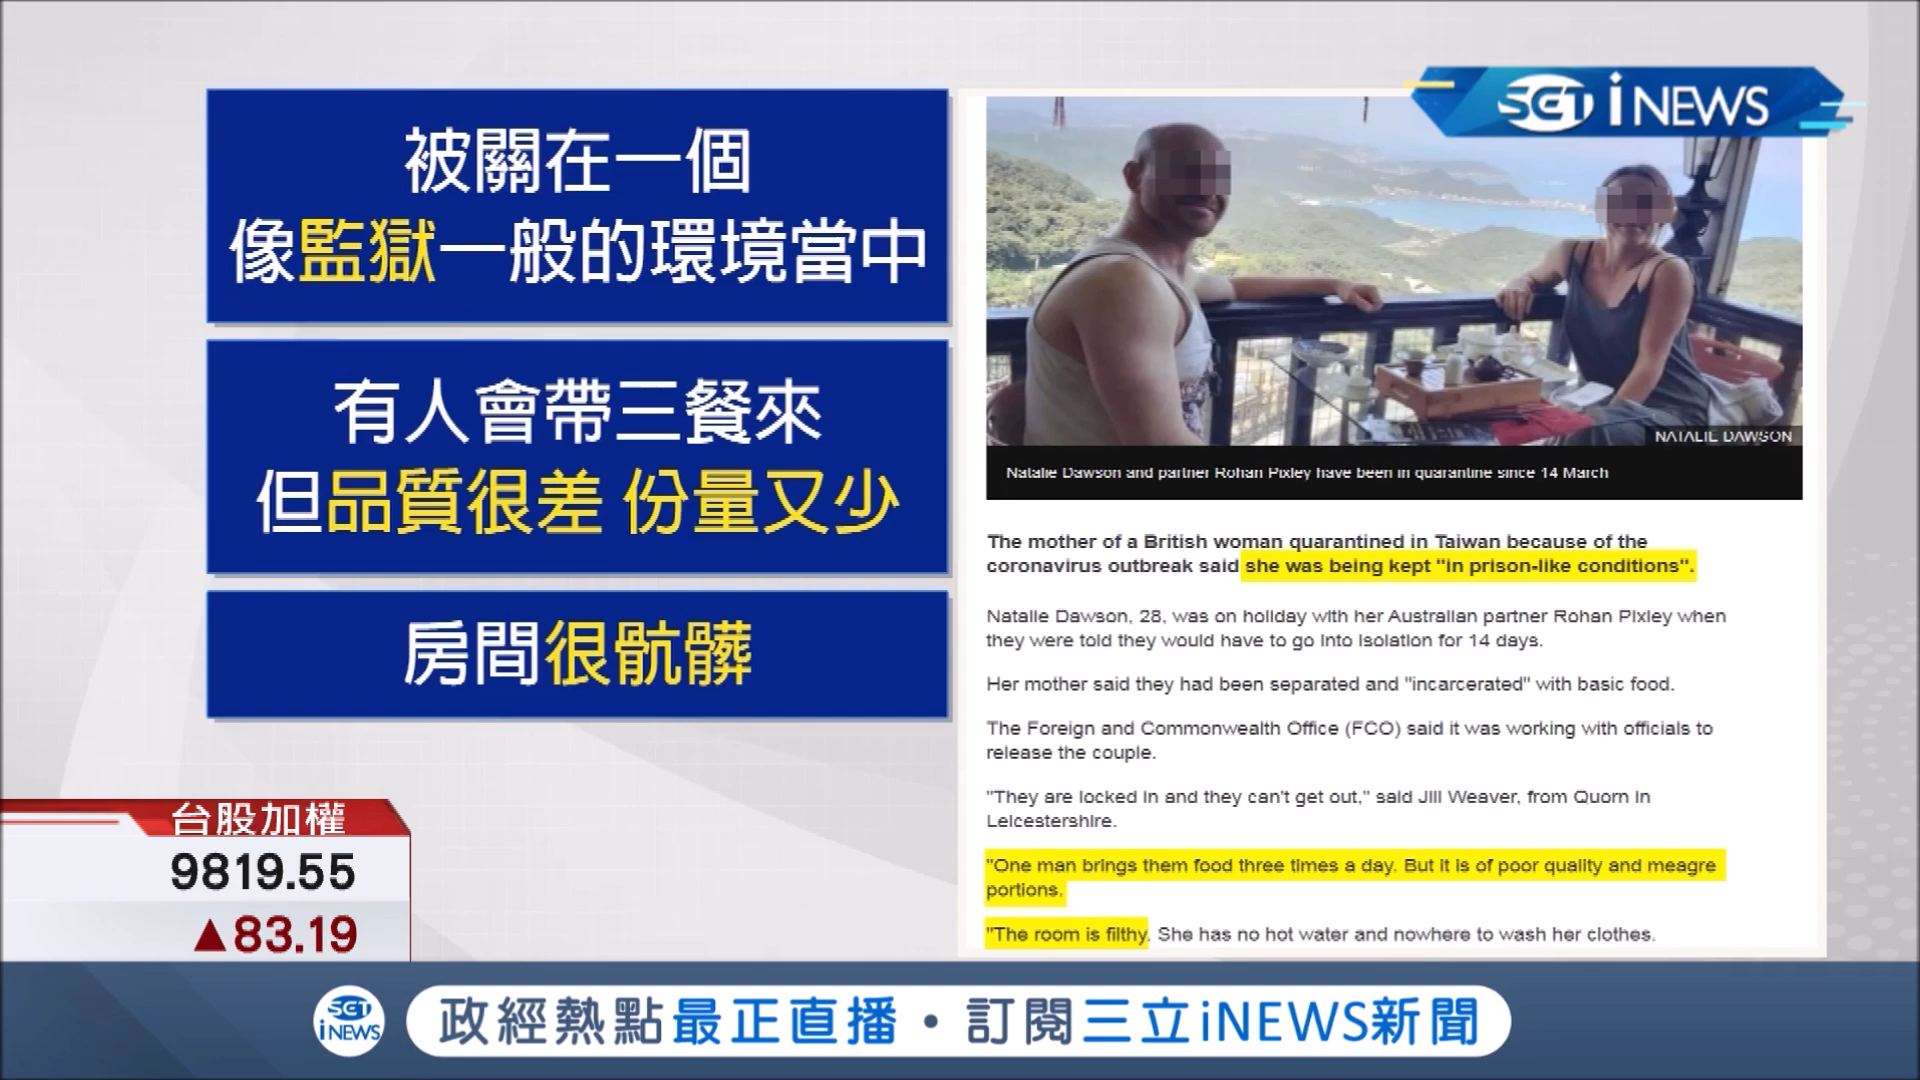 被關在一個
像監獄一般的環境當中
有人會帶三餐來
但品質很差 份量又少
房間很骯髒
SET iNEWS
NATALIE DAWSON
Natalie Dawson and partner Rohan Pixley have been in quarantine since 14 March
The mother of a British woman quarantined in Taiwan because of the
coronavirus outbreak said she was being kept "in prison-like conditions".
Natalie Dawson, 28, was on holiday with her Australian partner Rohan Pixley when
they were told they would have to go into isolation for 14 days.
Her mother said they had been separated and "incarcerated" with basic food.
The Foreign and Commonwealth Office (FCO) said it was working with officials to
release the couple.
"They are locked in and they can't get out," said Jill Weaver, from Quorn in
Leicestershire.
"One man brings them food three times a day. But it is of poor quality and meagre
portions.
"The room is filthy. She has no hot water and nowhere to wash her clothes.
台股加權
9819.55
▲83.19
SET
iNEWS
政經熱點最正直播・訂閱三立iNEWS新聞